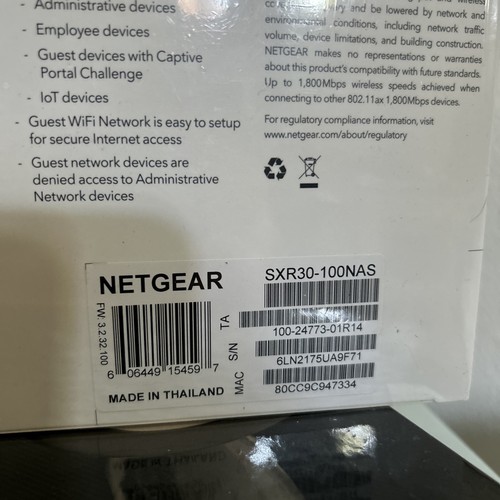 - Administrative devices
- Employee devices
- Guest devices with Captive
Portal Challenge
- IoT devices
- Guest WiFi Network is easy to setup
for secure Internet access
- Guest network devices are
denied access to Administrative
Network devices
and be lowered by network and
environmental conditions, including network traffic
volume, device limitations, and building construction.
NETGEAR makes no representations or warranties
about this product's compatibility with future standards.
Up to 1,800Mbps wireless speeds achieved when
connecting to other 802.11ax 1,800Mbps devices.
For regulatory compliance information, visit
www.netgear.com/about/regulatory
NETGEAR
SXR30-100NAS
FW: 3.2.32.100
TA
100-24773-01R14
S/N
6LN2175UA9F71
MAC
80CC9C947334
6 06449 15459 7
MADE IN THAILAND